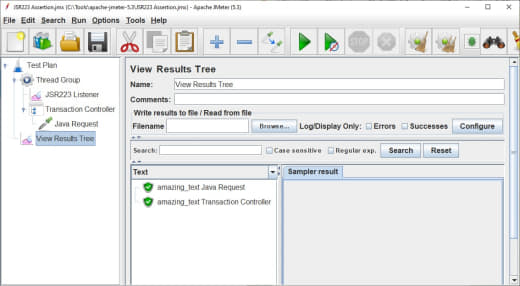 JSR223 Assertion.jmx (C:\Tools\apache-jmeter-5.3\JSR223 Assertion.jmx) - Apache JMeter (5.3)
File Edit Search Run Options Tools Help
Test Plan
Thread Group
JSR223 Listener
Transaction Controller
Java Request
View Results Tree
View Results Tree
Name: View Results Tree
Comments:
Write results to file / Read from file
Filename Browse... Log/Display Only: Errors Successes Configure
Search: Case sensitive Regular exp. Search Reset
Text Sampler result
amazing_text Java Request
amazing_text Transaction Controller